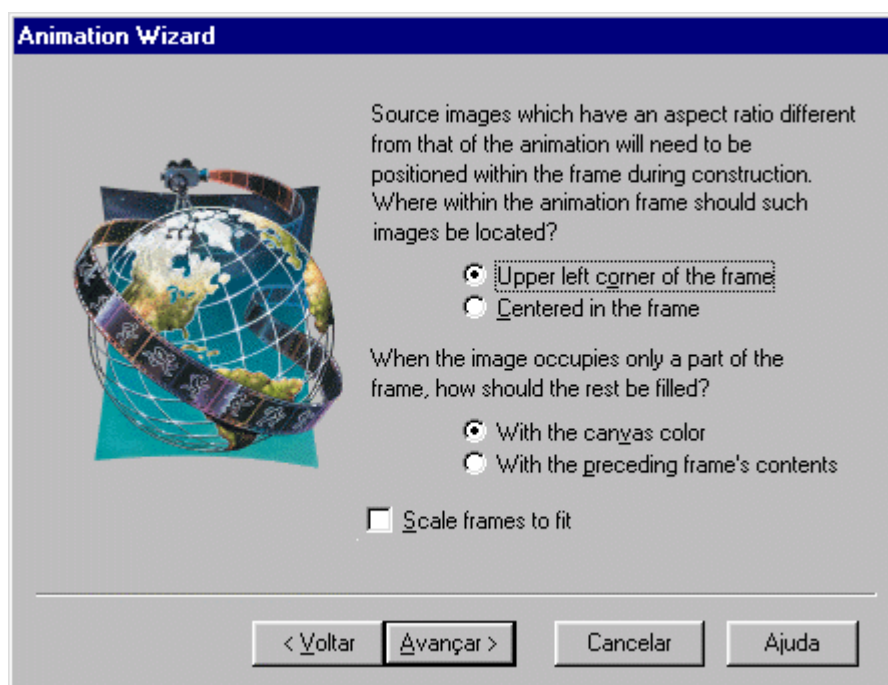 Animation Wizard
Source images which have an aspect ratio different
from that of the animation will need to be
positioned within the frame during construction.
Where within the animation frame should such
images be located?
Upper left corner of the frame
Centered in the frame
When the image occupies only a part of the
frame, how should the rest be filled?
With the canvas color
With the preceding frame's contents
Scale frames to fit
< Voltar Avançar > Cancelar Ajuda